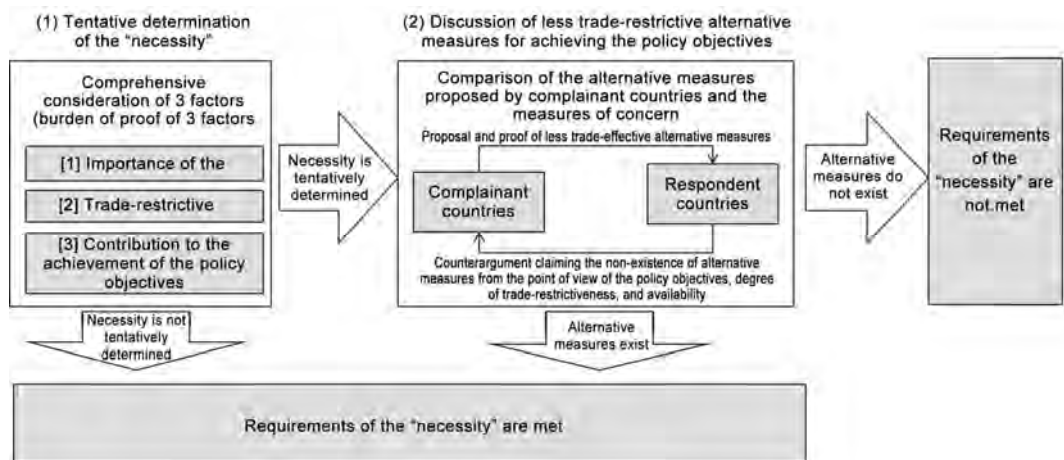 (1) Tentative determination
of the “necessity”
Comprehensive
consideration of 3 factors
(burden of proof of 3 factors
[1] Importance of the
[2] Trade-restrictive
[3] Contribution to the
achievement of the policy
objectives
Necessity is
tentatively
determined
Necessity is not
tentatively
determined
(2) Discussion of less trade-restrictive alternative
measures for achieving the policy objectives
Comparison of the alternative measures
proposed by complainant countries and the
measures of concern
Proposal and proof of less trade-effective alternative measures
Complainant
countries
Respondent
countries
Counterargument claiming the non-existence of alternative
measures from the point of view of the policy objectives, degree
of trade-restrictiveness, and availability
Alternative
measures do
not exist
Alternative
measures exist
Requirements
of the
“necessity” are
not.met
Requirements of the “necessity” are met